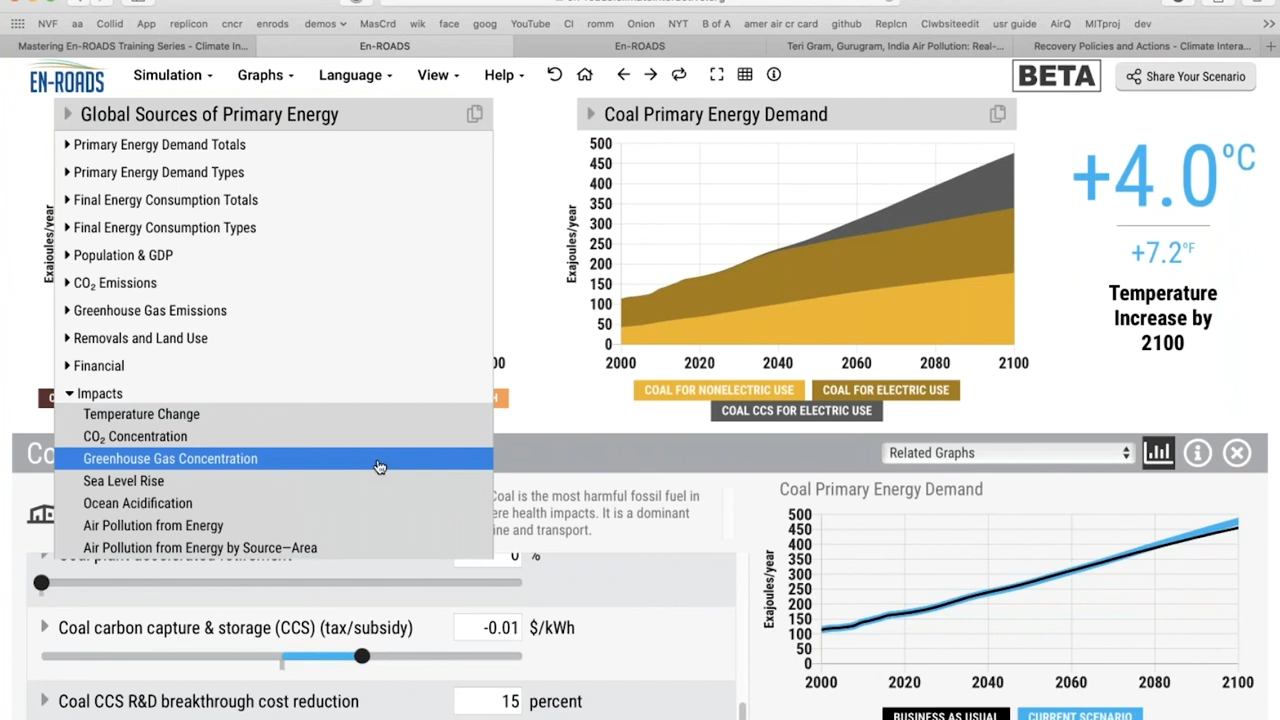 NVF aa Collid App replicon cncr enrods demos MasCrd wik face goog YouTube CI romm Onion NYT B of A amer air cr card github Replcn Clwbsiteedit usr guide AirQ MITproj dev
Mastering En-ROADS Training Series - Climate In... En-ROADS En-ROADS Teri Gram, Gurugram, India Air Pollution: Real-... Recovery Policies and Actions - Climate Intera...
EN-ROADS Simulation Graphs Language View Help BETA Share Your Scenario
Global Sources of Primary Energy
Primary Energy Demand Totals
Primary Energy Demand Types
Final Energy Consumption Totals
Final Energy Consumption Types
Population & GDP
CO₂ Emissions
Greenhouse Gas Emissions
Removals and Land Use
Financial
Impacts
Temperature Change
CO₂ Concentration
Greenhouse Gas Concentration
Sea Level Rise
Ocean Acidification
Air Pollution from Energy
Air Pollution from Energy by Source—Area
Exajoules/year
Coal Primary Energy Demand
500
450
400
350
300
250
200
150
100
50
0
Exajoules/year
2000 2020 2040 2060 2080 2100
COAL FOR NONELECTRIC USE COAL FOR ELECTRIC USE
COAL CCS FOR ELECTRIC USE
+4.0°C
+7.2°F
Temperature
Increase by
2100
Related Graphs
Coal is the most harmful fossil fuel in
0 %
Coal carbon capture & storage (CCS) (tax/subsidy) -0.01 $/kWh
Coal CCS R&D breakthrough cost reduction 15 percent
Coal Primary Energy Demand
500
450
400
350
300
250
200
150
100
50
0
Exajoules/year
2000 2020 2040 2060 2080 2100
BUSINESS AS USUAL CURRENT SCENARIO